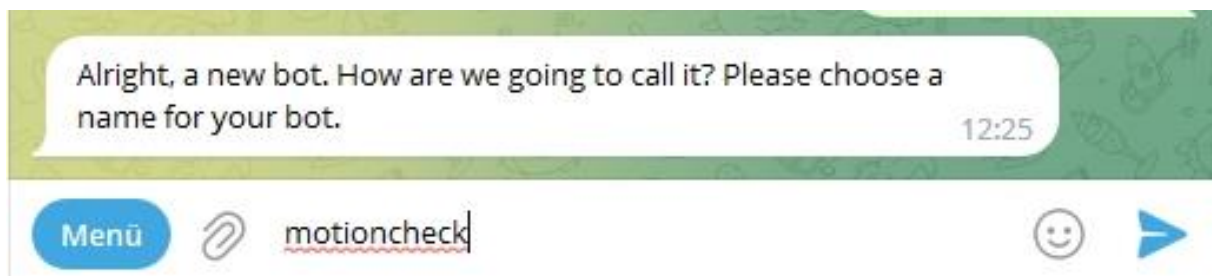 Alright, a new bot. How are we going to call it? Please choose a
name for your bot.
12:25
Menü
motioncheck